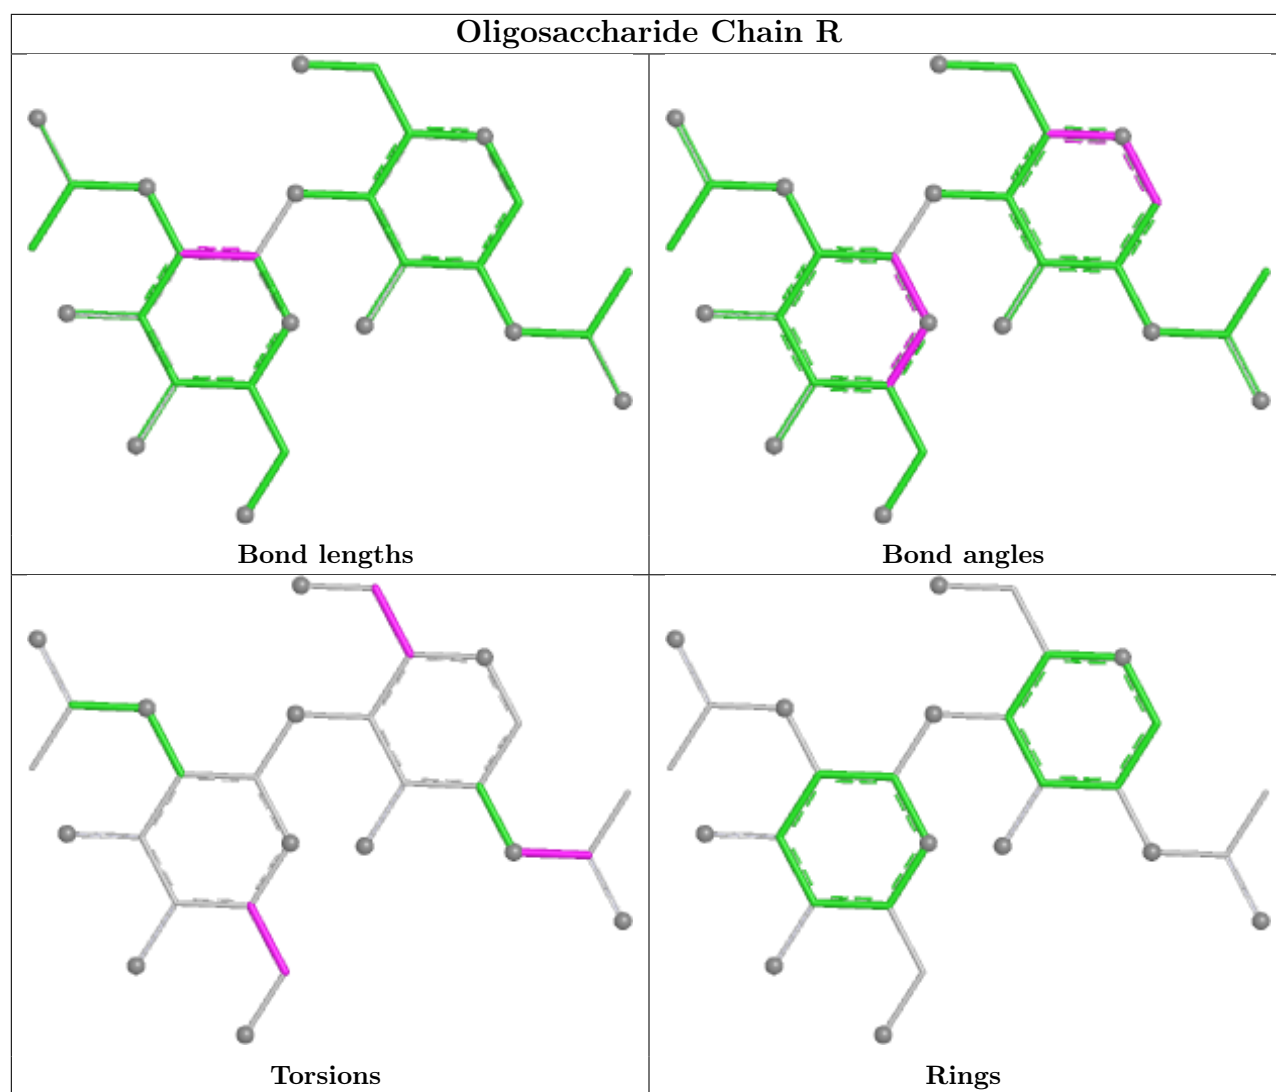 Oligosaccharide Chain R
Bond lengths
Bond angles
Torsions
Rings